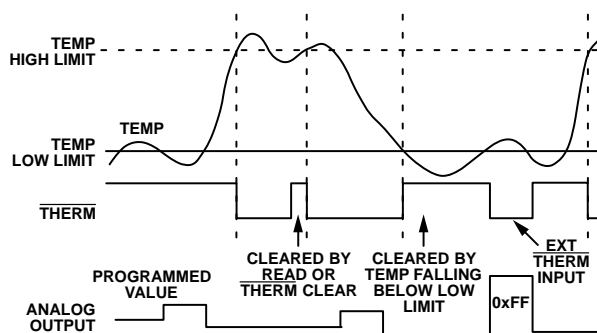 TEMP
HIGH LIMIT
TEMP
TEMP
LOW LIMIT
THERM
CLEARED BY
READ OR
THERM CLEAR
CLEARED BY
TEMP FALLING
BELOW LOW
LIMIT
EXT
THERM
INPUT
PROGRAMMED
VALUE
0xFF
ANALOG
OUTPUT